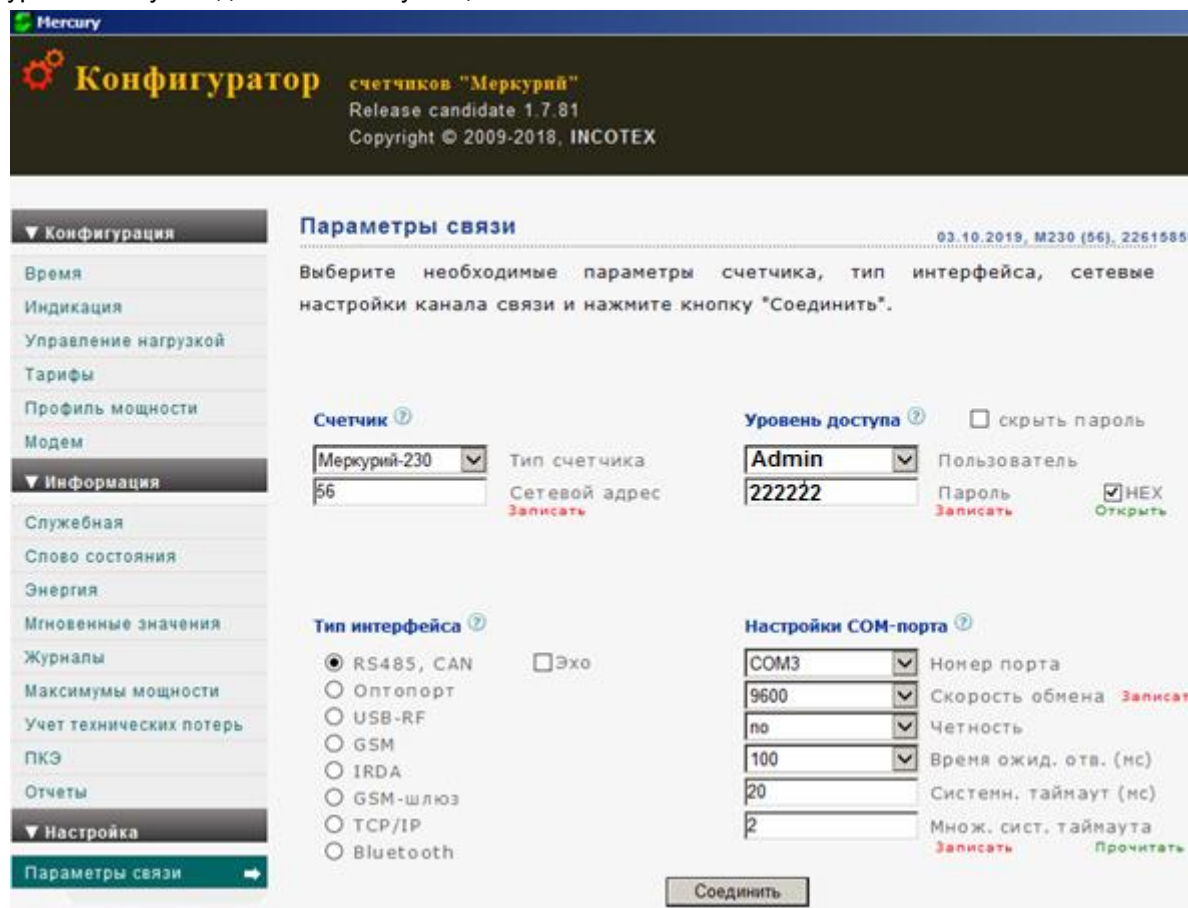 Mercury
Конфигуратор счетчиков "Меркурий"
Release candidate 1.7.81
Copyright © 2009-2018, INCOTEX
▼ Конфигурация
Время
Индикация
Управление нагрузкой
Тарифы
Профиль мощности
Модем
▼ Информация
Служебная
Слово состояния
Энергия
Мгновенные значения
Журналы
Максимумы мощности
Учет технических потерь
ПКЭ
Отчеты
▼ Настройка
Параметры связи
Параметры связи
03.10.2019, М230 (56), 2261585
Выберите необходимые параметры счетчика, тип интерфейса, сетевые
настройки канала связи и нажмите кнопку "Соединить".
Счетчик ?
Меркурий-230 Тип счетчика
56 Сетевой адрес
Записать
Уровень доступа ? скрыть пароль
Admin Пользователь
222222 Пароль HEX
Записать Открыть
Тип интерфейса ?
RS485, CAN Эхо
Оптопорт
USB-RF
GSM
IRDA
GSM-шлюз
TCP/IP
Bluetooth
Настройки COM-порта ?
COM3 Номер порта
9600 Скорость обмена Записат
no Четность
100 Время ожид. отв. (мс)
20 Системн. таймаут (мс)
2 Множ. сист. таймаута
Записать Прочитать
Соединить